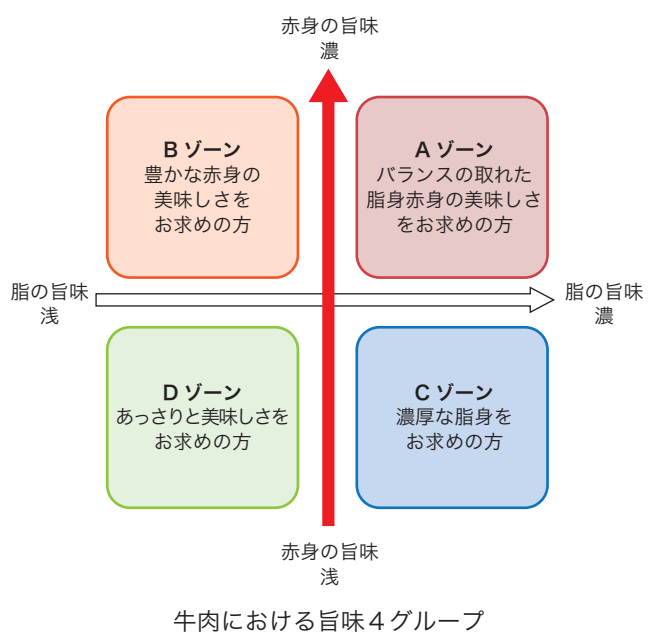 赤身の旨味
濃
B ゾーン
豊かな赤身の
美味しさを
お求めの方
A ゾーン
バランスの取れた
脂身赤身の美味しさ
をお求めの方
脂の旨味
浅
脂の旨味
濃
D ゾーン
あっさりと美味しさを
お求めの方
C ゾーン
濃厚な脂身を
お求めの方
赤身の旨味
浅
牛肉における旨味４グループ